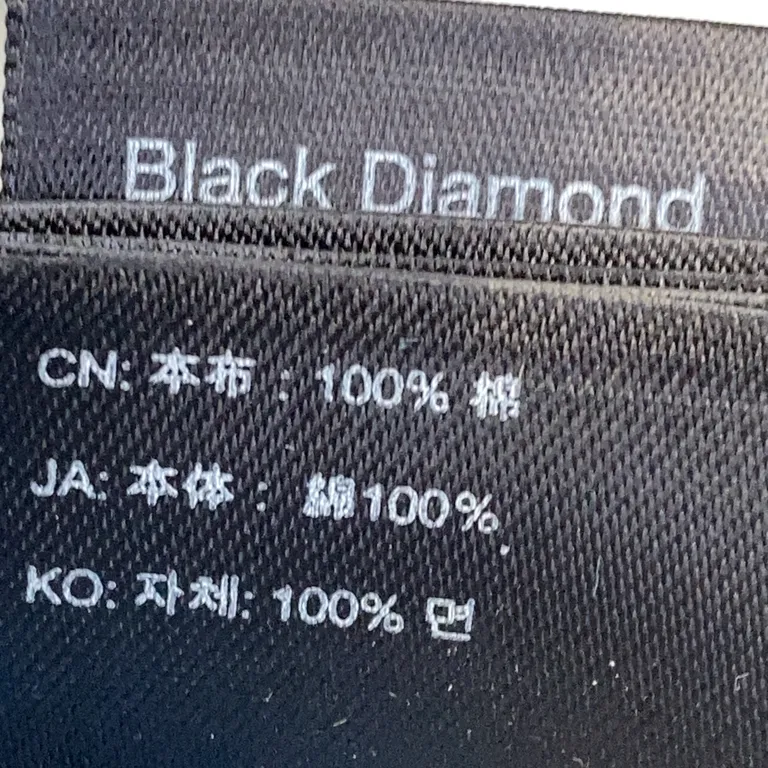 Black Diamond
CN: 本布 : 100% 棉
JA: 本体 : 綿100%
KO: 자체: 100% 면